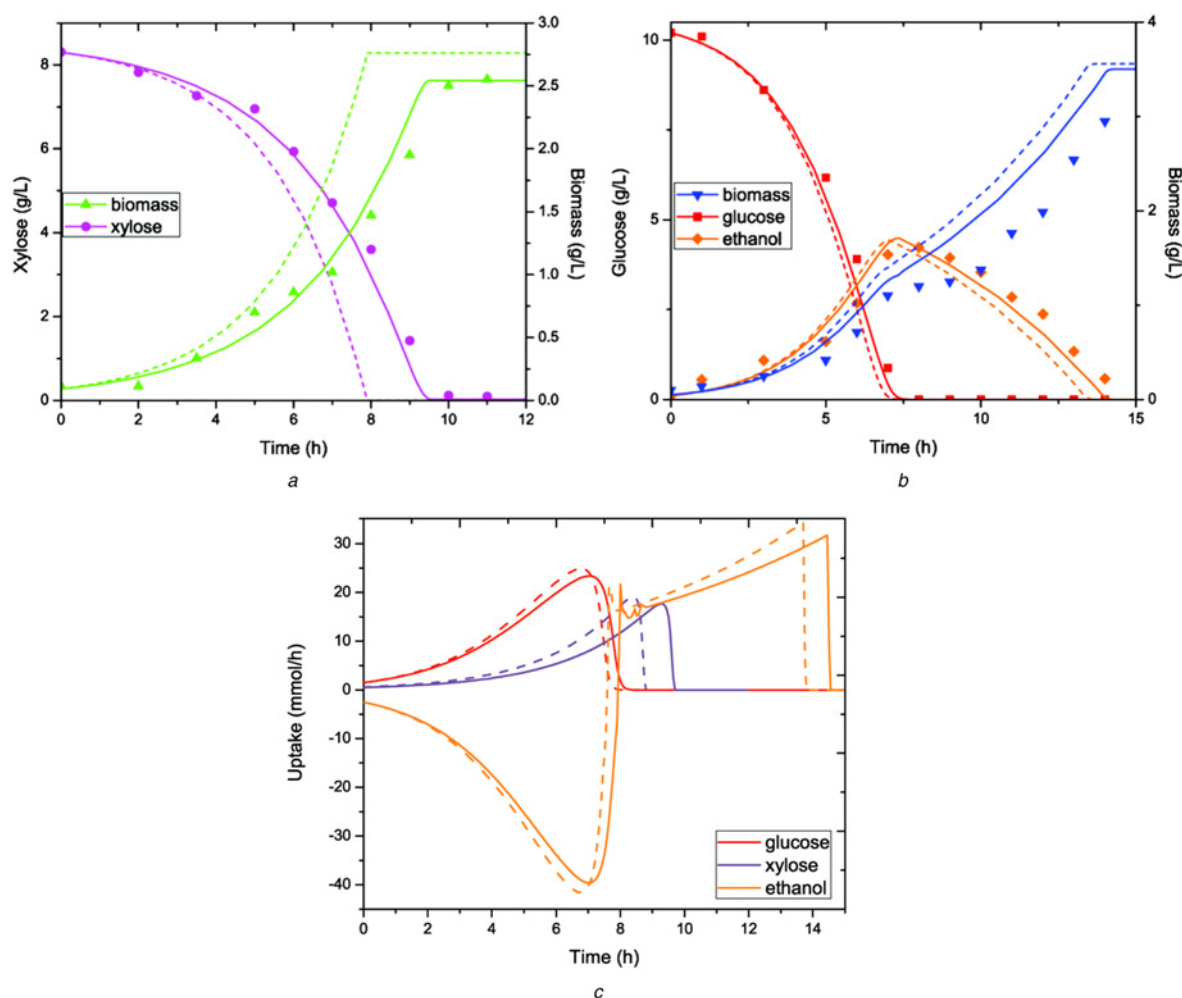 3.0
8
2.5
6
2.0
biomass
xylose
1.5
4
1.0
2
0.5
0
0.0
0 2 4 6 8 10 12
Time (h)
Xylose (g/L)
Biomass (g/L)
a
4
10
biomass
glucose
ethanol
5
2
0
0
0 5 10 15
Time (h)
Glucose (g/L)
Biomass (g/L)
b
30
20
10
0
-10
-20
-30
-40
glucose
xylose
ethanol
0 2 4 6 8 10 12 14
Time (h)
Uptake (mmol/h)
c